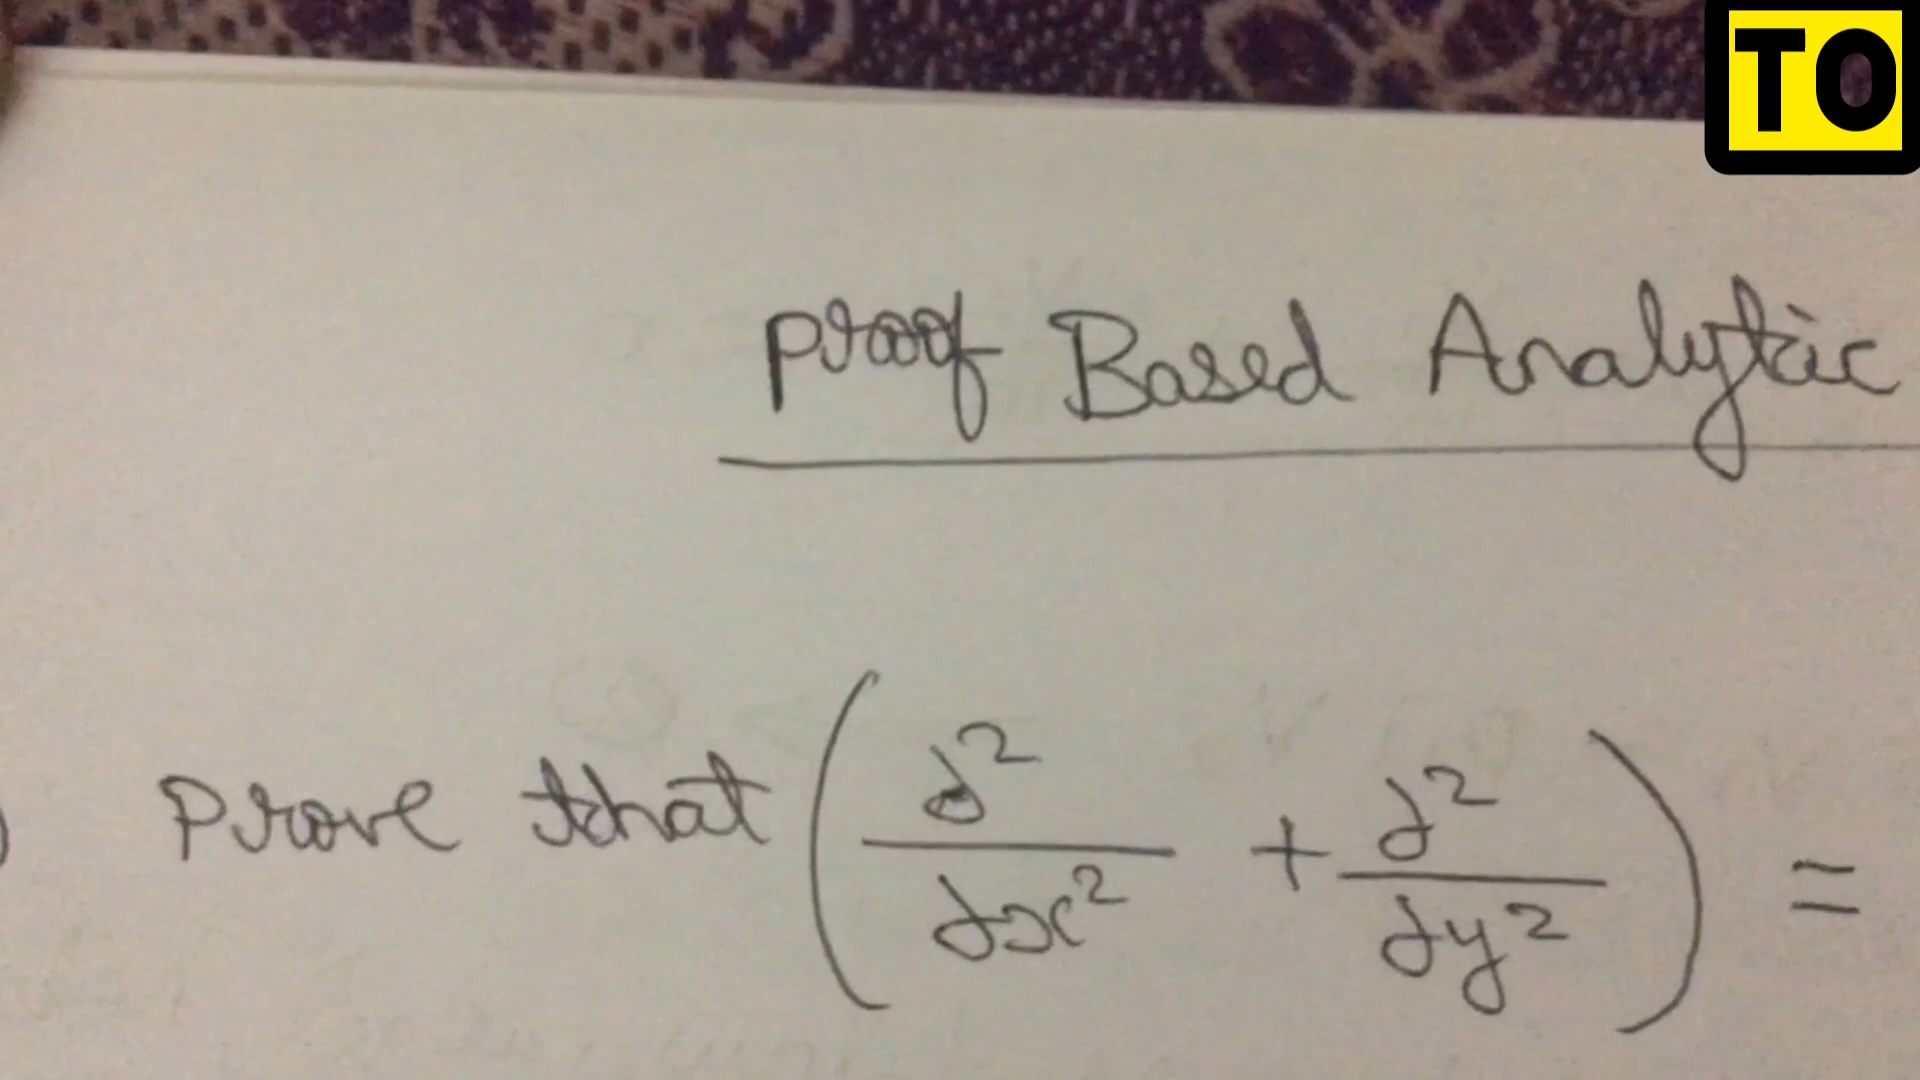 TO
Proof Based Analytic
) Prove that (∂²/∂x² + ∂²/∂y²) =